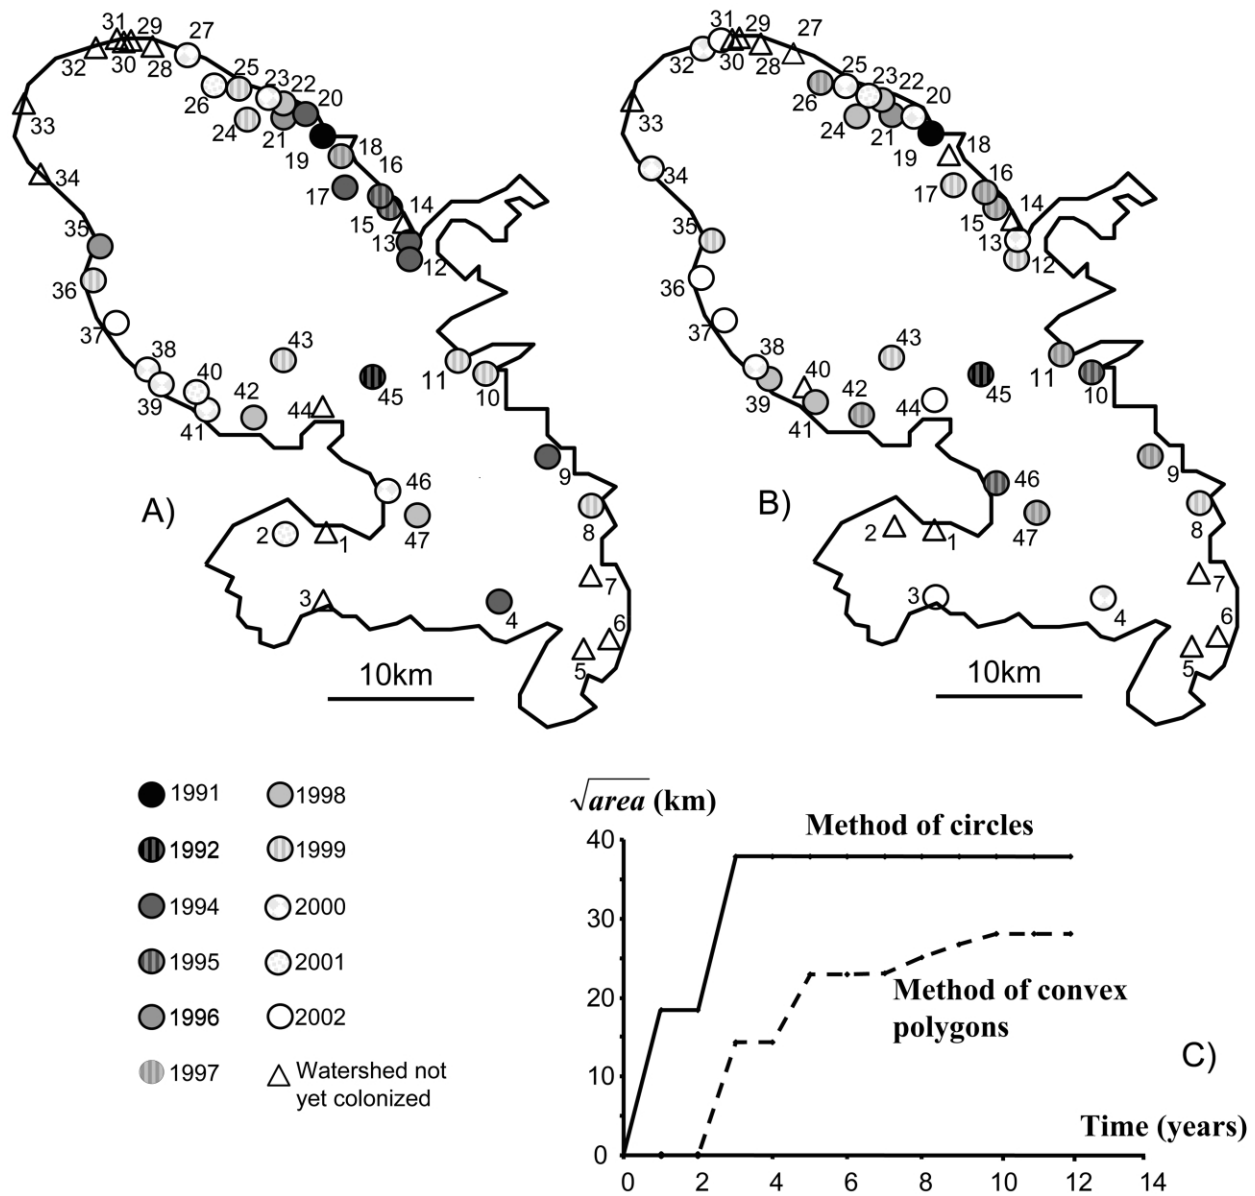 31 29 27
32 30 28
25 23 22
26 20
24 21
33 19 18
16
34 17 14
15 13
12
35
36
37
38 43
40 42
39 44 45 11 10
41
46 9
A)
2 1 47 8
3 7
4 6
5
10km
31 29 27
32 30 28
25 23 22
26 20
24 21
33 19 18
16
34 17 14
15 13
12
35
36
37
38 43
40 42
39 44 45 11 10
41
46 9
B)
2 1 47 8
3 7
4 6
5
10km
1991
1992
1994
1995
1996
1997
1998
1999
2000
2001
2002
Watershed not
yet colonized
√area (km)
Method of circles
40
30
20
10
0
Method of convex
polygons
C)
Time (years)
0 2 4 6 8 10 12 14